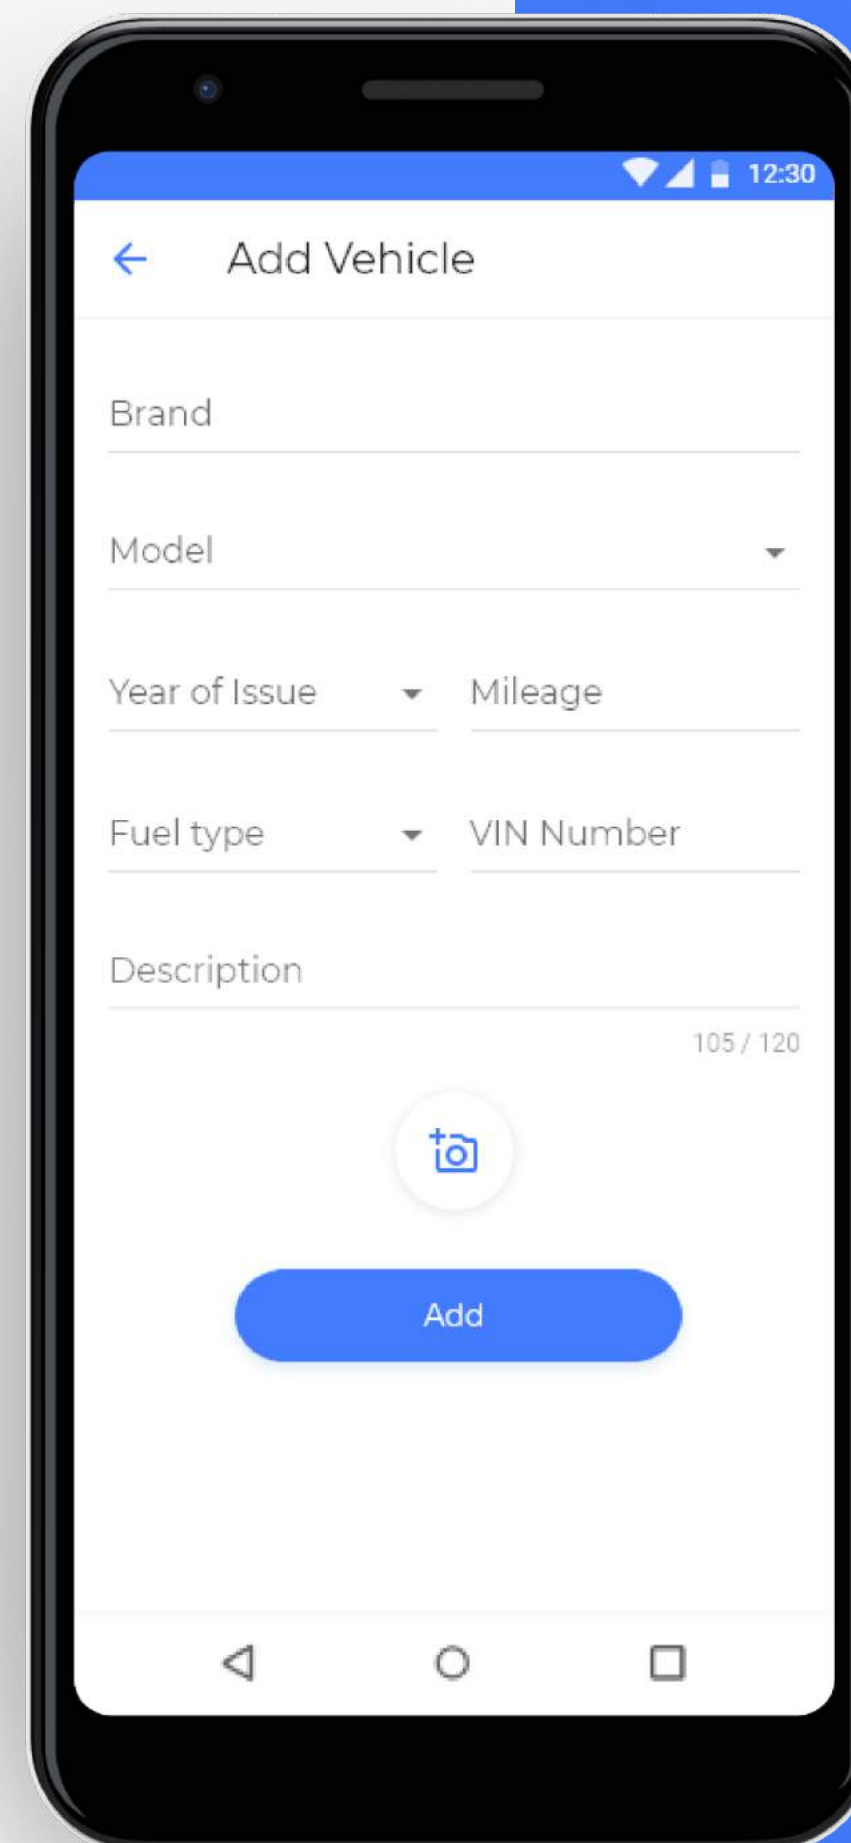 12:30
Add Vehicle
Brand
Model
Year of Issue Mileage
Fuel type VIN Number
Description
105 / 120
Add